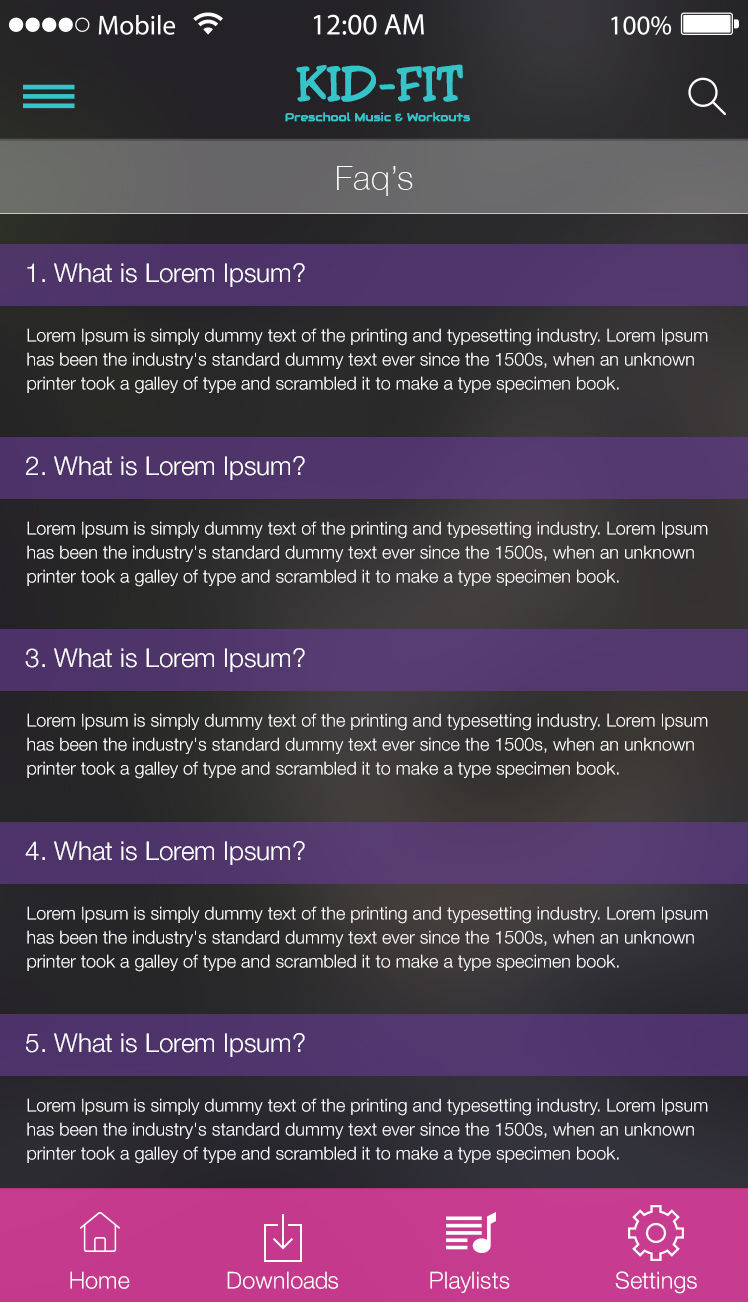 Mobile 12:00 AM 100%
KID-FIT
Preschool Music & Workouts
Faq's
1. What is Lorem Ipsum?
Lorem Ipsum is simply dummy text of the printing and typesetting industry. Lorem Ipsum
has been the industry's standard dummy text ever since the 1500s, when an unknown
printer took a galley of type and scrambled it to make a type specimen book.
2. What is Lorem Ipsum?
Lorem Ipsum is simply dummy text of the printing and typesetting industry. Lorem Ipsum
has been the industry's standard dummy text ever since the 1500s, when an unknown
printer took a galley of type and scrambled it to make a type specimen book.
3. What is Lorem Ipsum?
Lorem Ipsum is simply dummy text of the printing and typesetting industry. Lorem Ipsum
has been the industry's standard dummy text ever since the 1500s, when an unknown
printer took a galley of type and scrambled it to make a type specimen book.
4. What is Lorem Ipsum?
Lorem Ipsum is simply dummy text of the printing and typesetting industry. Lorem Ipsum
has been the industry's standard dummy text ever since the 1500s, when an unknown
printer took a galley of type and scrambled it to make a type specimen book.
5. What is Lorem Ipsum?
Lorem Ipsum is simply dummy text of the printing and typesetting industry. Lorem Ipsum
has been the industry's standard dummy text ever since the 1500s, when an unknown
printer took a galley of type and scrambled it to make a type specimen book.
Home Downloads Playlists Settings